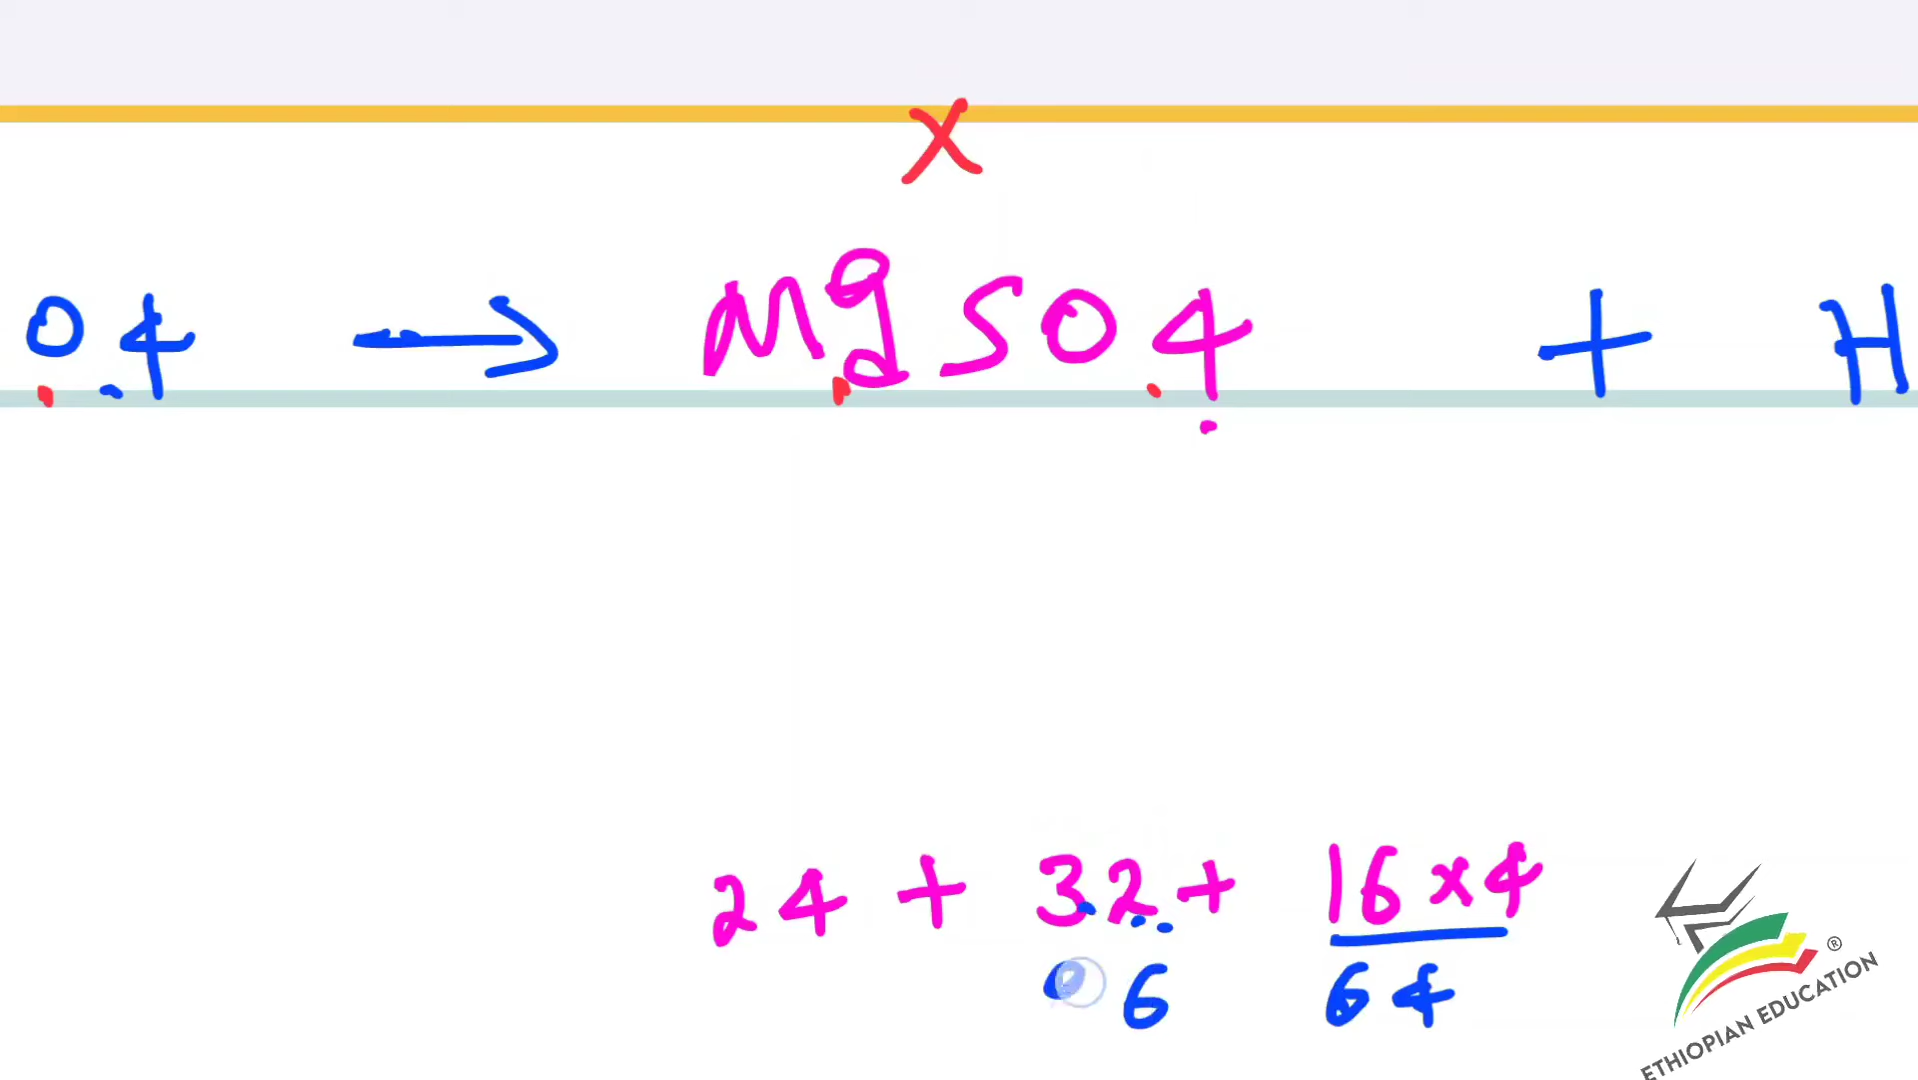 x
O4 → MgSO4 + H
24 + 32 + 16 x 4
6 64
® ETHIOPIAN EDUCATION